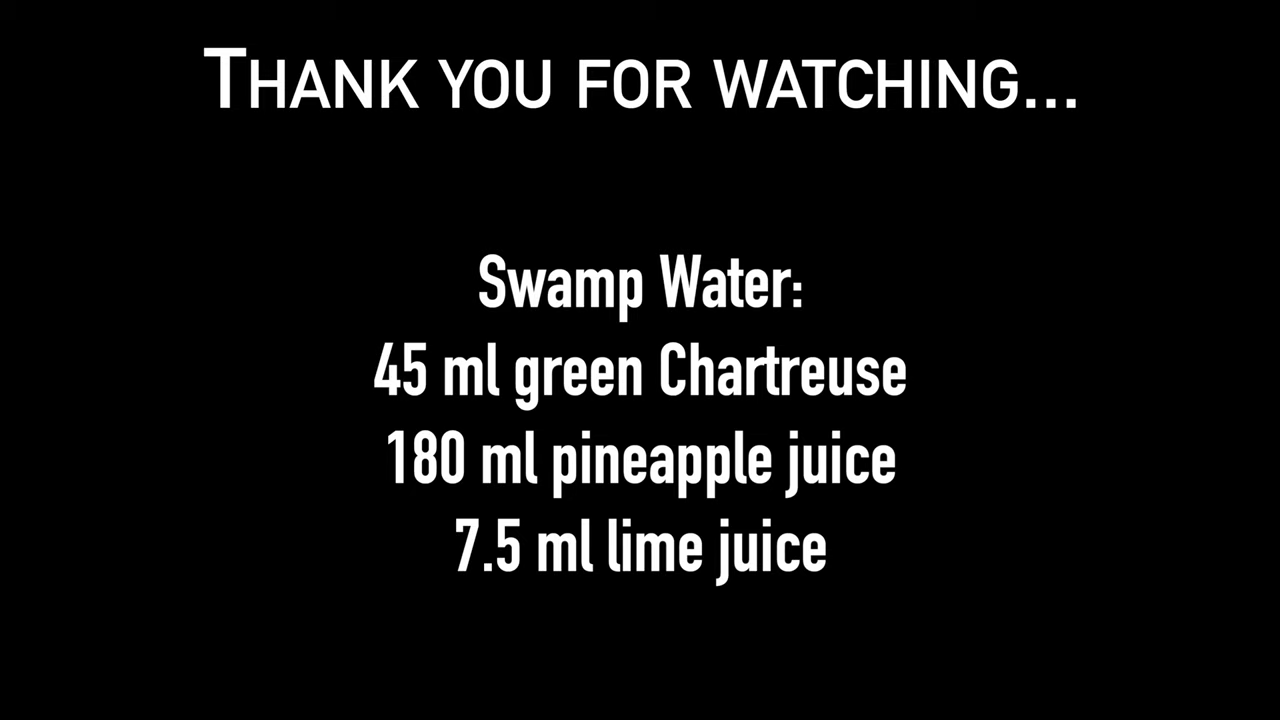 THANK YOU FOR WATCHING...
Swamp Water:
45 ml green Chartreuse
180 ml pineapple juice
7.5 ml lime juice